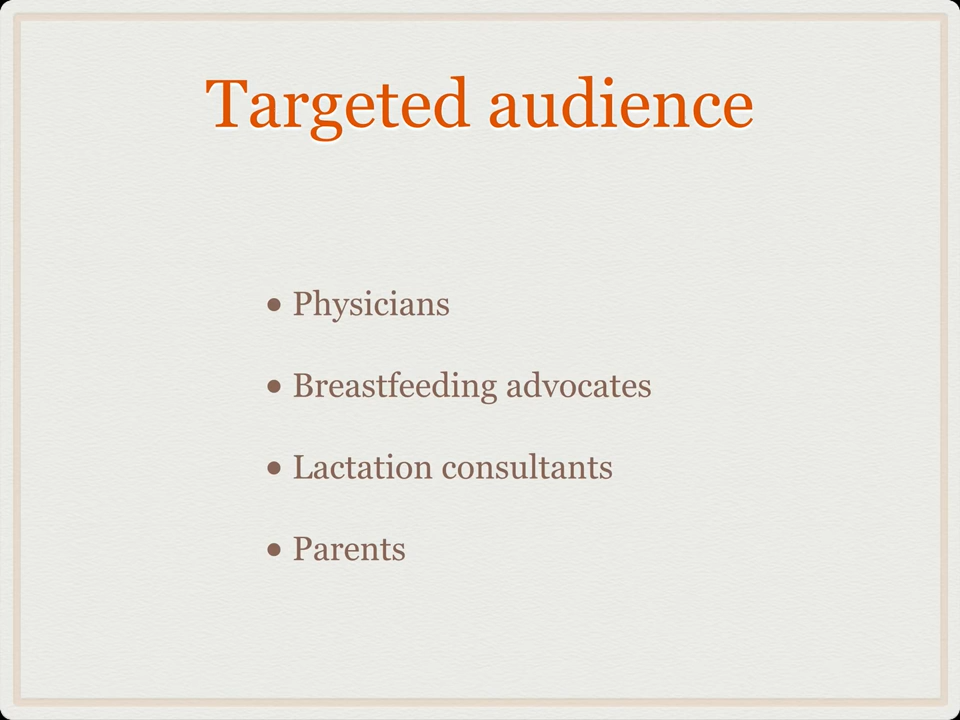 Targeted audience
• Physicians
• Breastfeeding advocates
• Lactation consultants
• Parents